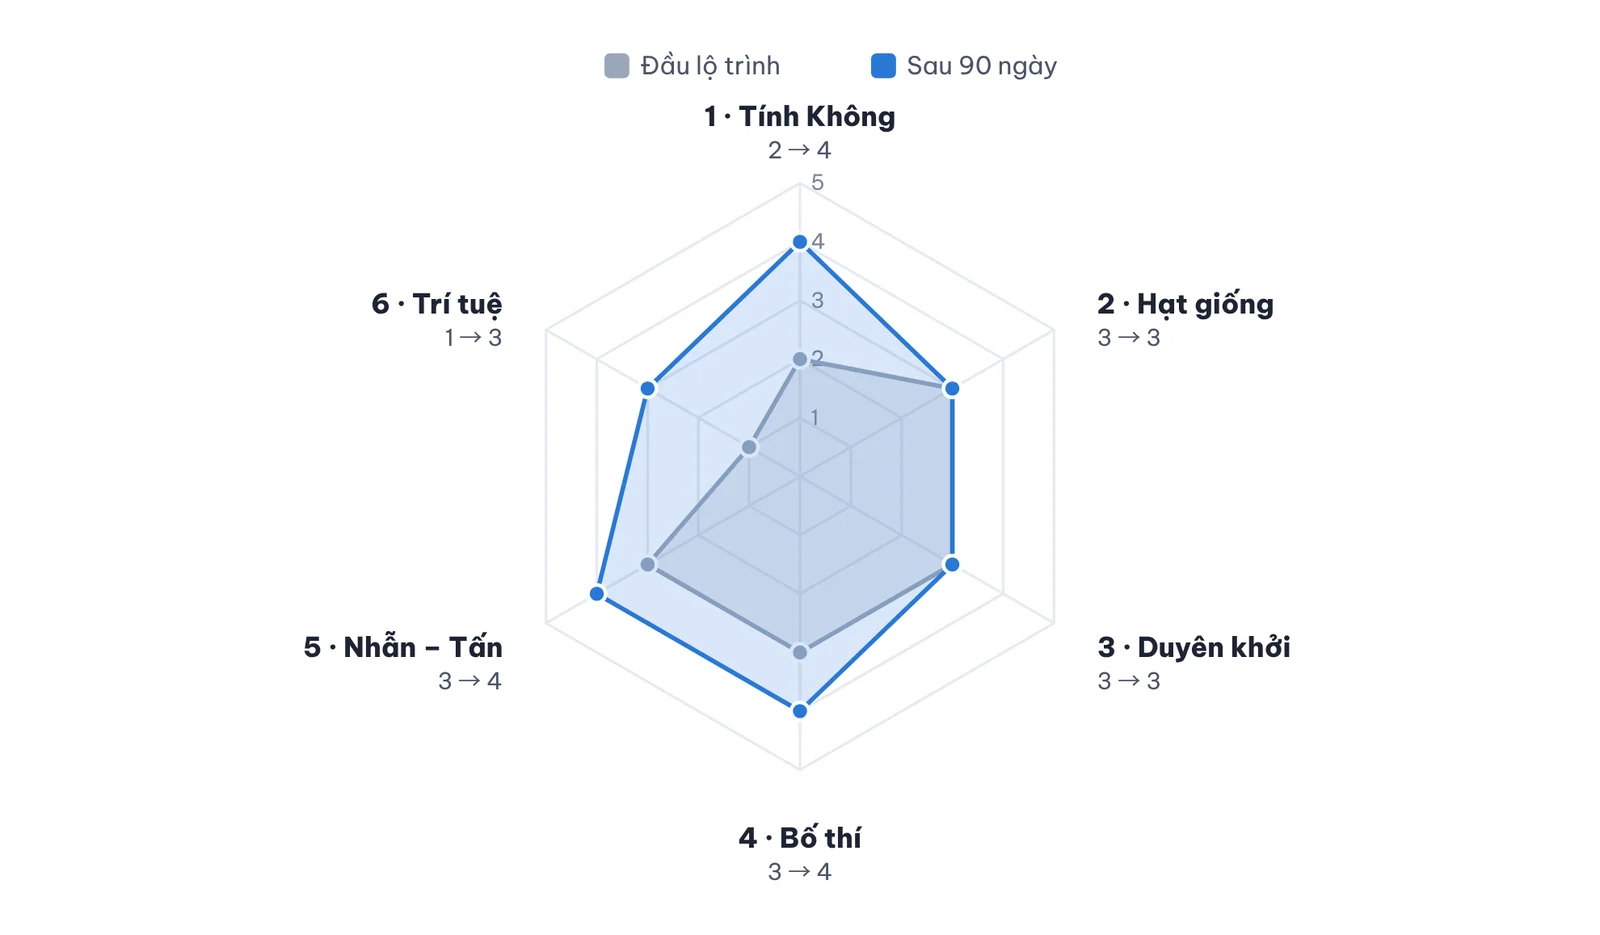 Đầu lộ trình
Sau 90 ngày
1 · Tính Không
2 → 4
5
4
3
2
1
6 · Trí tuệ
1 → 3
2 · Hạt giống
3 → 3
5 · Nhẫn – Tấn
3 → 4
3 · Duyên khởi
3 → 3
4 · Bố thí
3 → 4